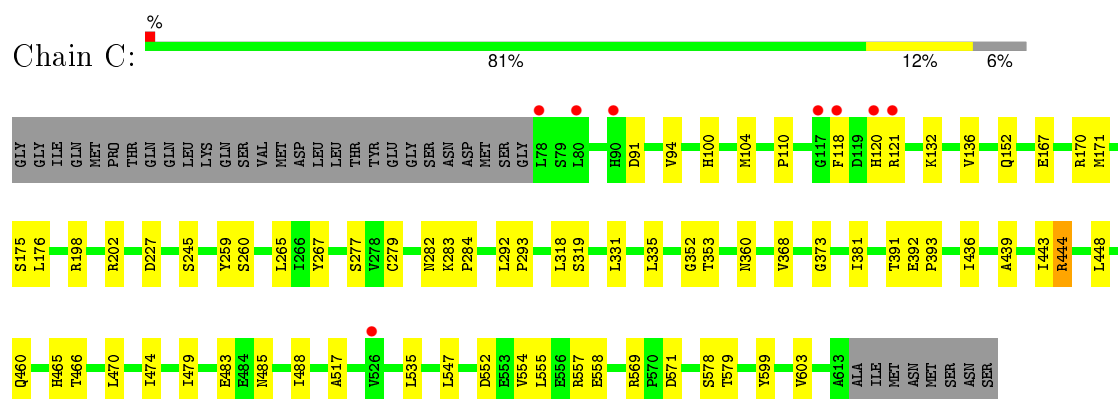 %
Chain C:
81% 12% 6%
GLY GLY ILE GLN MET PRO THR GLN GLN LEU LYS GLN SER VAL MET ASP LEU LEU THR TYR GLU GLY SER ASN ASP MET SER GLY L78 S79 L80 H90 D91 V94 H100 M104 P110 G117 F118 D119 H120 R121 K132 V136 Q152 E167 R170 M171
S175 L176 R198 R202 D227 S245 Y259 S260 L265 I266 Y267 S277 V278 C279 N282 K283 P284 L292 P293 L318 S319 L331 L335 G352 T353 N360 V368 G373 I381 T391 E392 P393 I436 A439 I443 R444 L448
Q460 H465 T466 L470 I474 I479 E483 E484 N485 I488 A517 V526 L535 L547 D552 E553 V554 L555 E556 R557 E558 R569 P570 D571 S578 T579 Y599 V603 A613 ALA ILE MET ASN MET SER ASN SER